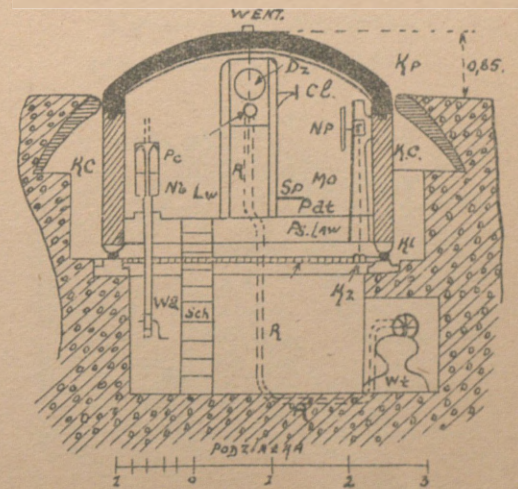 WENT.
Dz
KP
0,85.
Cl.
NP
Pc
KC
K.C.
R
Nb
Lw
Sp
MO
Pdt
Ps. Law
Kl
Kz
Wa
Sch
R
Wt
R
PODZIAŁKA
1 0 1 2 3